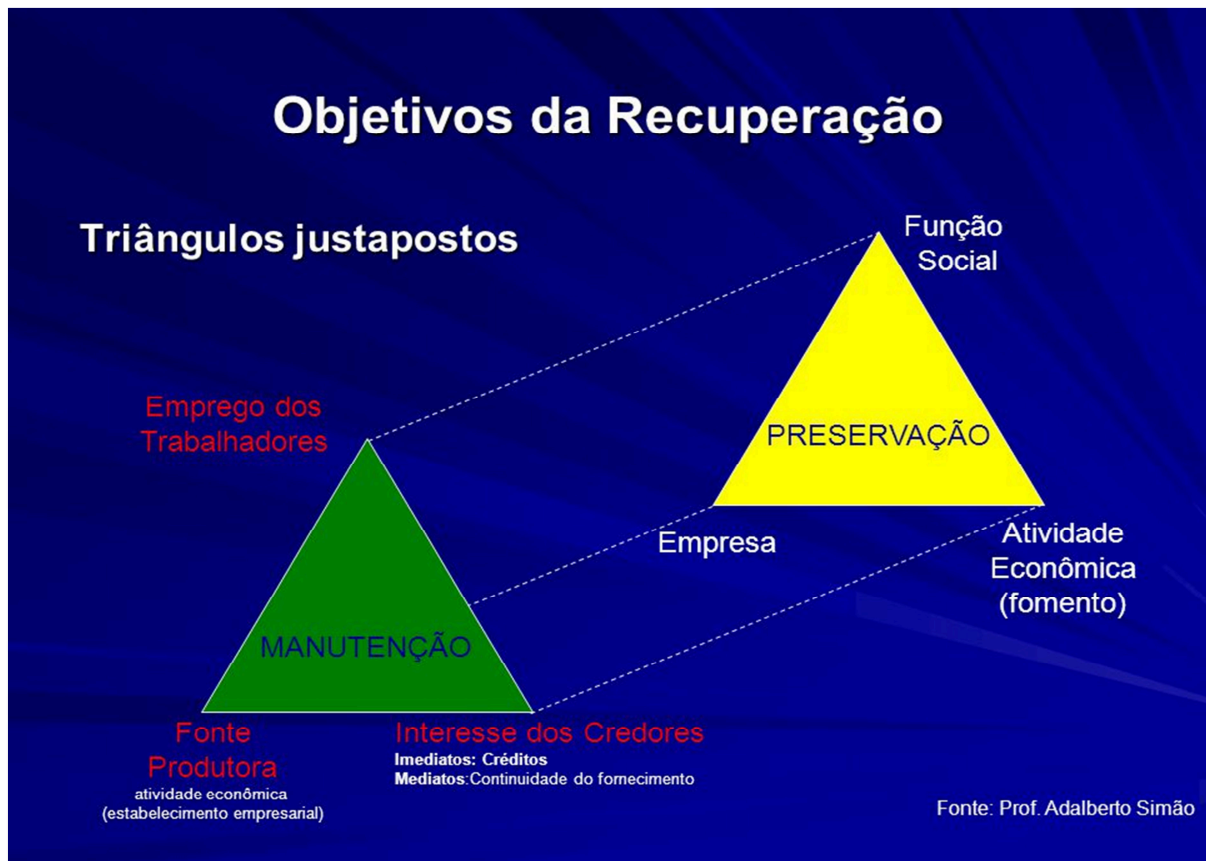 Objetivos da Recuperação
Triângulos justapostos
Função
Social
Emprego dos
Trabalhadores
PRESERVAÇÃO
Empresa
Atividade
Econômica
(fomento)
MANUTENÇÃO
Fonte
Produtora
atividade econômica
(estabelecimento empresarial)
Interesse dos Credores
Imediatos: Créditos
Mediatos:Continuidade do fornecimento
Fonte: Prof. Adalberto Simão